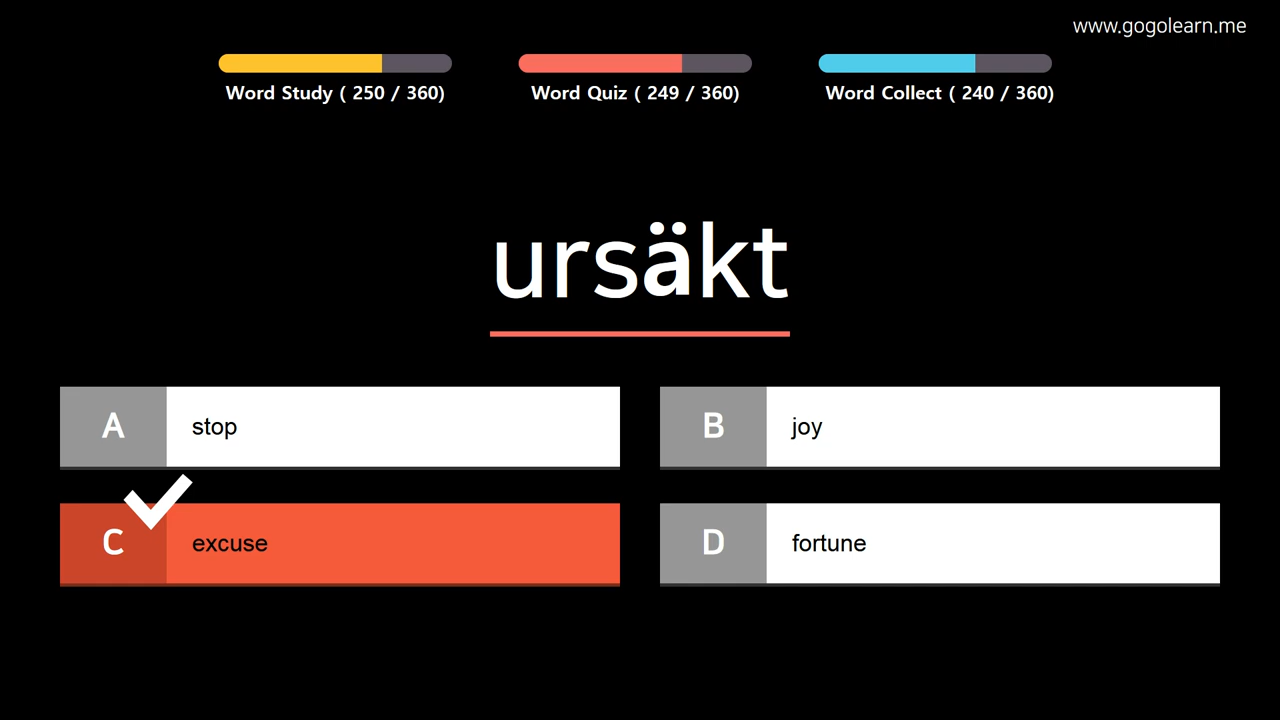 www.gogolearn.me
Word Study ( 250 / 360)
Word Quiz ( 249 / 360)
Word Collect ( 240 / 360)
ursäkt
A stop
B joy
C excuse
D fortune